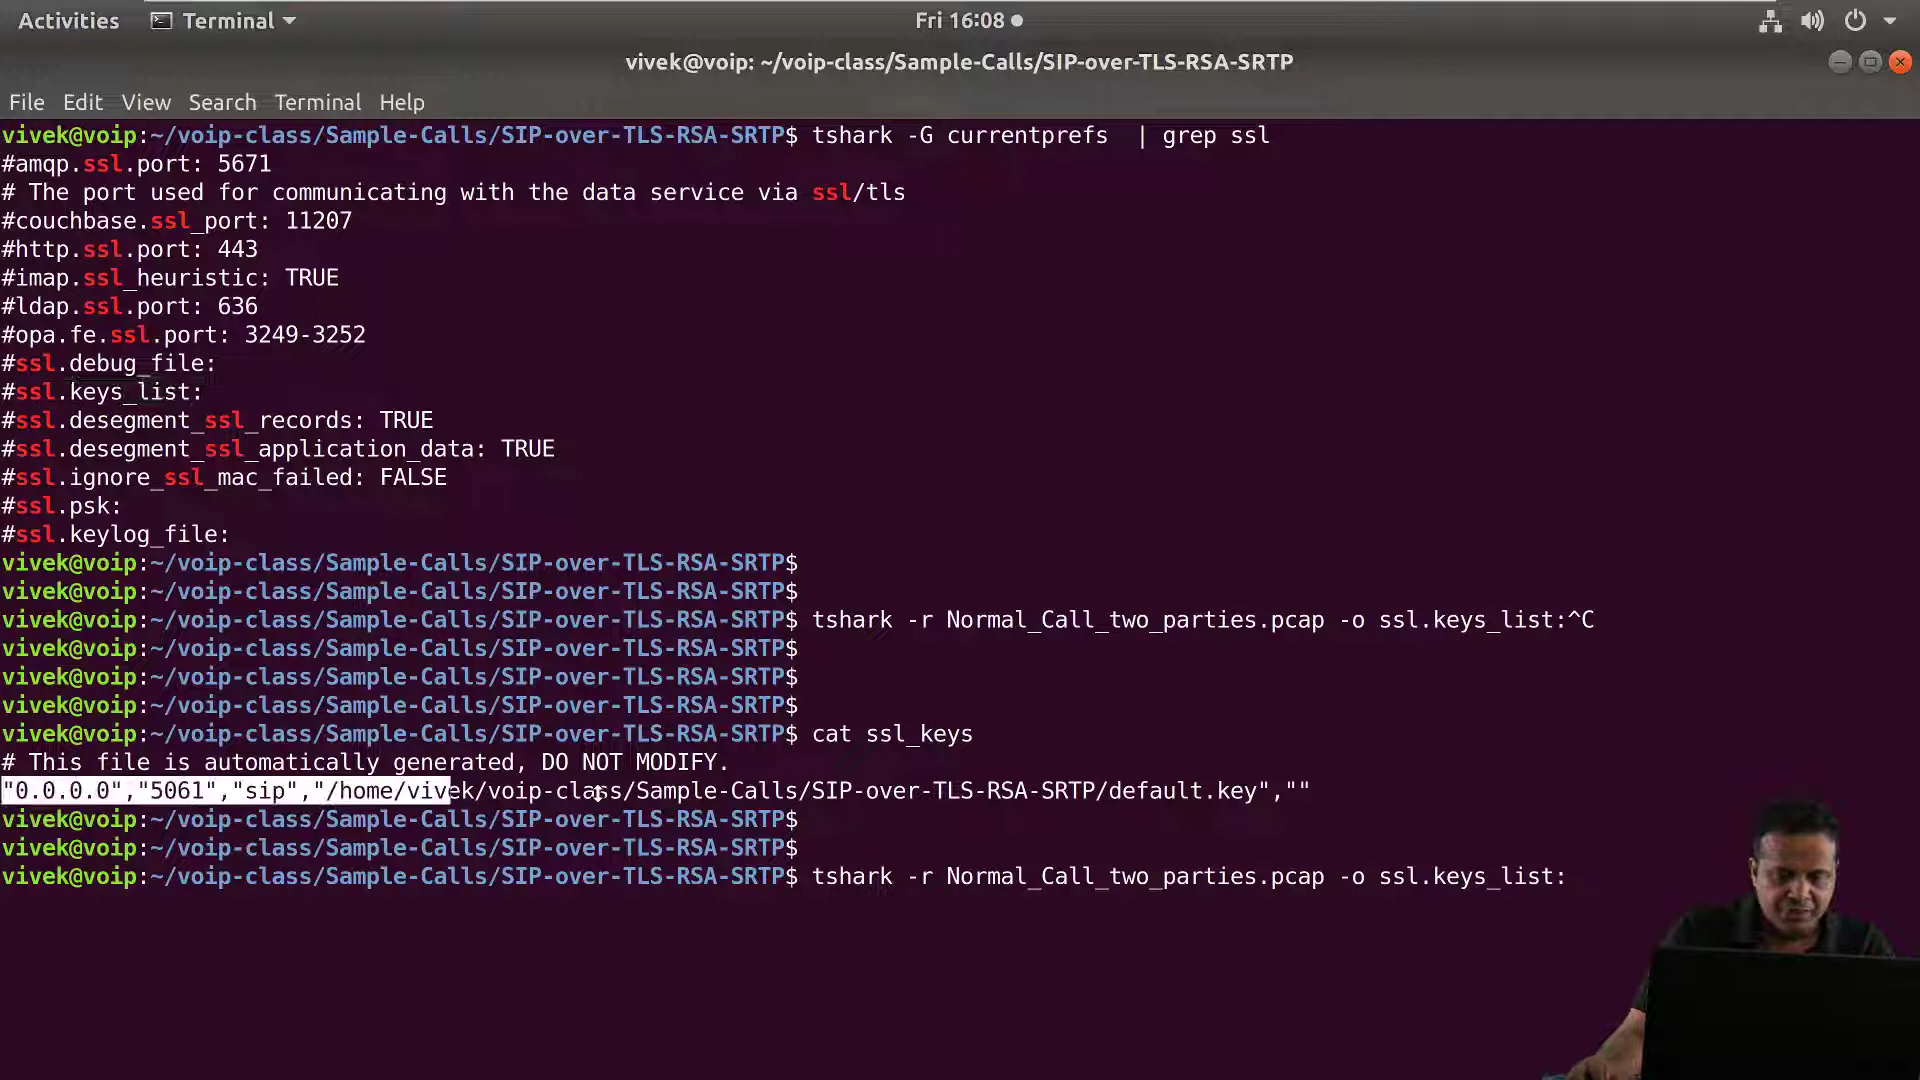 Activities Terminal Fri 16:08
vivek@voip: ~/voip-class/Sample-Calls/SIP-over-TLS-RSA-SRTP
File Edit View Search Terminal Help
vivek@voip:~/voip-class/Sample-Calls/SIP-over-TLS-RSA-SRTP$ tshark -G currentprefs  | grep ssl
#amqp.ssl.port: 5671
# The port used for communicating with the data service via ssl/tls
#couchbase.ssl_port: 11207
#http.ssl.port: 443
#imap.ssl_heuristic: TRUE
#ldap.ssl.port: 636
#opa.fe.ssl.port: 3249-3252
#ssl.debug_file:
#ssl.keys_list:
#ssl.desegment_ssl_records: TRUE
#ssl.desegment_ssl_application_data: TRUE
#ssl.ignore_ssl_mac_failed: FALSE
#ssl.psk:
#ssl.keylog_file:
vivek@voip:~/voip-class/Sample-Calls/SIP-over-TLS-RSA-SRTP$
vivek@voip:~/voip-class/Sample-Calls/SIP-over-TLS-RSA-SRTP$
vivek@voip:~/voip-class/Sample-Calls/SIP-over-TLS-RSA-SRTP$ tshark -r Normal_Call_two_parties.pcap -o ssl.keys_list:^C
vivek@voip:~/voip-class/Sample-Calls/SIP-over-TLS-RSA-SRTP$
vivek@voip:~/voip-class/Sample-Calls/SIP-over-TLS-RSA-SRTP$
vivek@voip:~/voip-class/Sample-Calls/SIP-over-TLS-RSA-SRTP$
vivek@voip:~/voip-class/Sample-Calls/SIP-over-TLS-RSA-SRTP$ cat ssl_keys
# This file is automatically generated, DO NOT MODIFY.
"0.0.0.0","5061","sip","/home/vivek/voip-class/Sample-Calls/SIP-over-TLS-RSA-SRTP/default.key",""
vivek@voip:~/voip-class/Sample-Calls/SIP-over-TLS-RSA-SRTP$
vivek@voip:~/voip-class/Sample-Calls/SIP-over-TLS-RSA-SRTP$
vivek@voip:~/voip-class/Sample-Calls/SIP-over-TLS-RSA-SRTP$ tshark -r Normal_Call_two_parties.pcap -o ssl.keys_list: